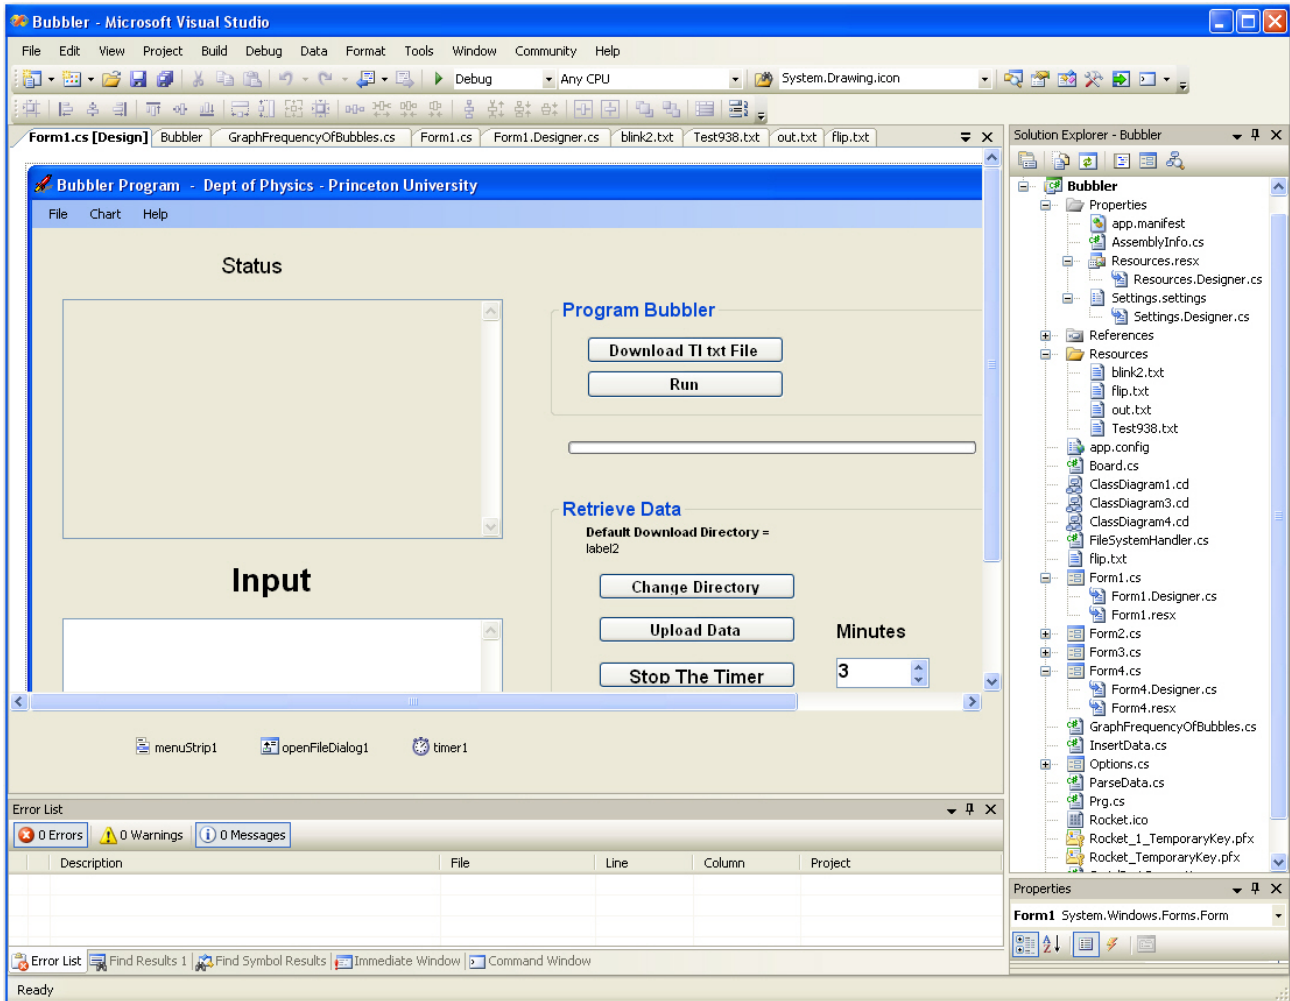 Bubbler - Microsoft Visual Studio
File Edit View Project Build Debug Data Format Tools Window Community Help
Debug Any CPU System.Drawing.icon
Form1.cs [Design] Bubbler GraphFrequencyOfBubbles.cs Form1.cs Form1.Designer.cs blink2.txt Test938.txt out.txt flip.txt
Bubbler Program - Dept of Physics - Princeton University
File Chart Help
Status
Program Bubbler
Download TI txt File
Run
Retrieve Data
Default Download Directory =
label2
Input
Change Directory
Upload Data
Minutes
Stop The Timer
3
menuStrip1 openFileDialog1 timer1
Error List
0 Errors 0 Warnings 0 Messages
Description File Line Column Project
Error List Find Results 1 Find Symbol Results Immediate Window Command Window
Ready
Solution Explorer - Bubbler
Bubbler
Properties
app.manifest
AssemblyInfo.cs
Resources.resx
Resources.Designer.cs
Settings.settings
Settings.Designer.cs
References
Resources
blink2.txt
flip.txt
out.txt
Test938.txt
app.config
Board.cs
ClassDiagram1.cd
ClassDiagram3.cd
ClassDiagram4.cd
FileSystemHandler.cs
flip.txt
Form1.cs
Form1.Designer.cs
Form1.resx
Form2.cs
Form3.cs
Form4.cs
Form4.Designer.cs
Form4.resx
GraphFrequencyOfBubbles.cs
InsertData.cs
Options.cs
ParseData.cs
Prg.cs
Rocket.ico
Rocket_1_TemporaryKey.pfx
Rocket_TemporaryKey.pfx
Properties
Form1 System.Windows.Forms.Form